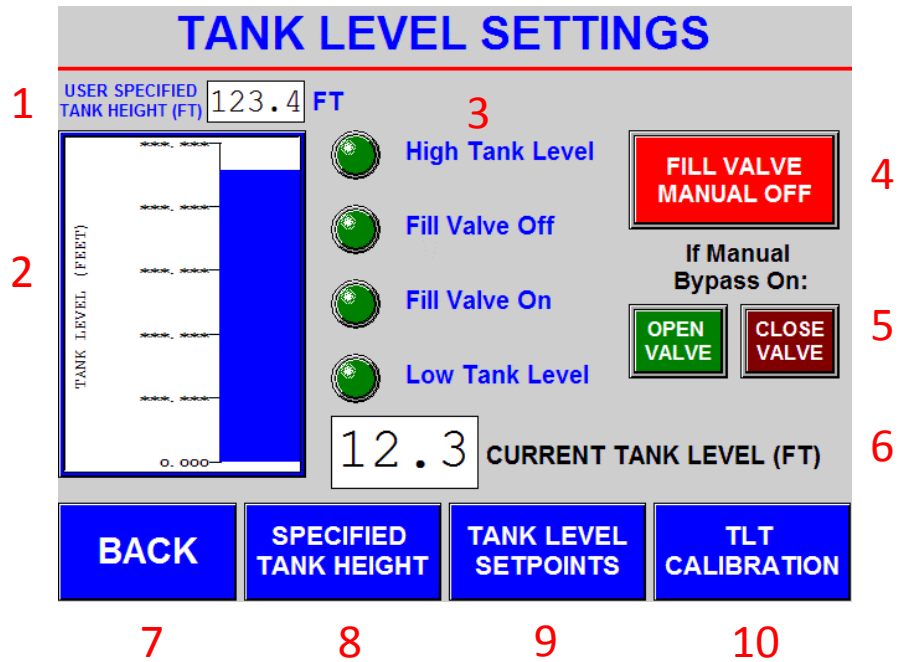 TANK LEVEL SETTINGS
1
USER SPECIFIED
TANK HEIGHT (FT)
123.4 FT
3
High Tank Level
Fill Valve Off
Fill Valve On
Low Tank Level
2
TANK LEVEL (FEET)
***.***
***.***
***.***
***.***
***.***
0.000
FILL VALVE
MANUAL OFF
4
If Manual
Bypass On:
OPEN
VALVE
CLOSE
VALVE
5
12.3 CURRENT TANK LEVEL (FT)
6
BACK
SPECIFIED
TANK HEIGHT
TANK LEVEL
SETPOINTS
TLT
CALIBRATION
7
8
9
10